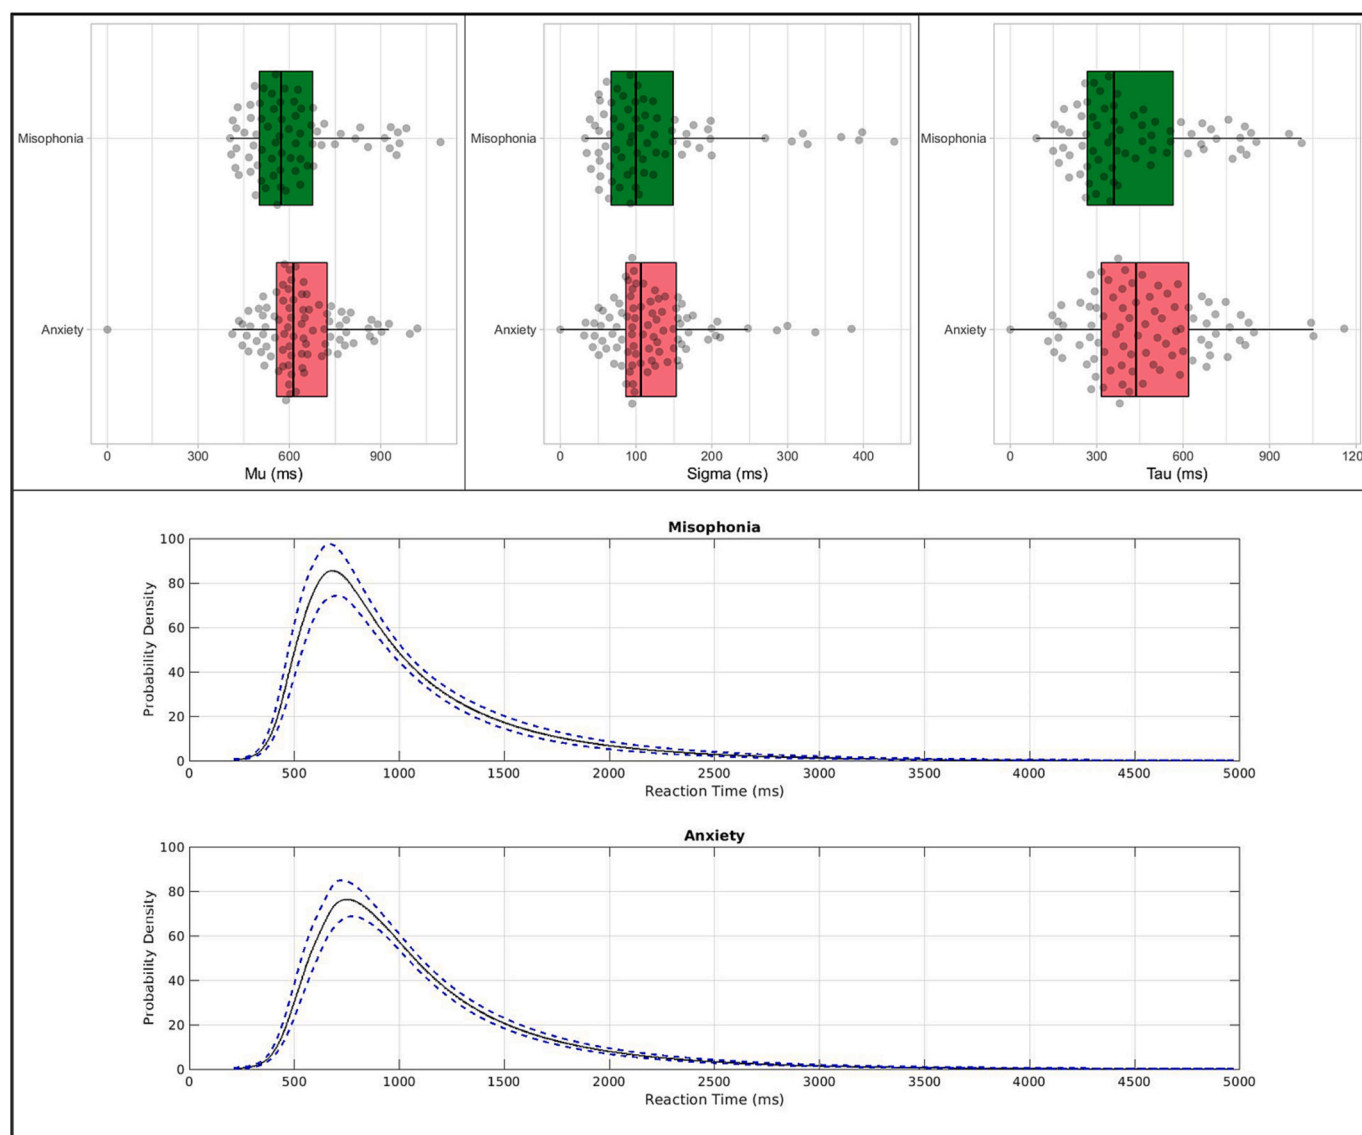 Misophonia
Anxiety
0 300 600 900
Mu (ms)
Misophonia
Anxiety
0 100 200 300 400
Sigma (ms)
Misophonia
Anxiety
0 300 600 900 120
Tau (ms)
Misophonia
Probability Density
100
80
60
40
20
0
0 500 1000 1500 2000 2500 3000 3500 4000 4500 5000
Reaction Time (ms)
Anxiety
Probability Density
100
80
60
40
20
0
0 500 1000 1500 2000 2500 3000 3500 4000 4500 5000
Reaction Time (ms)